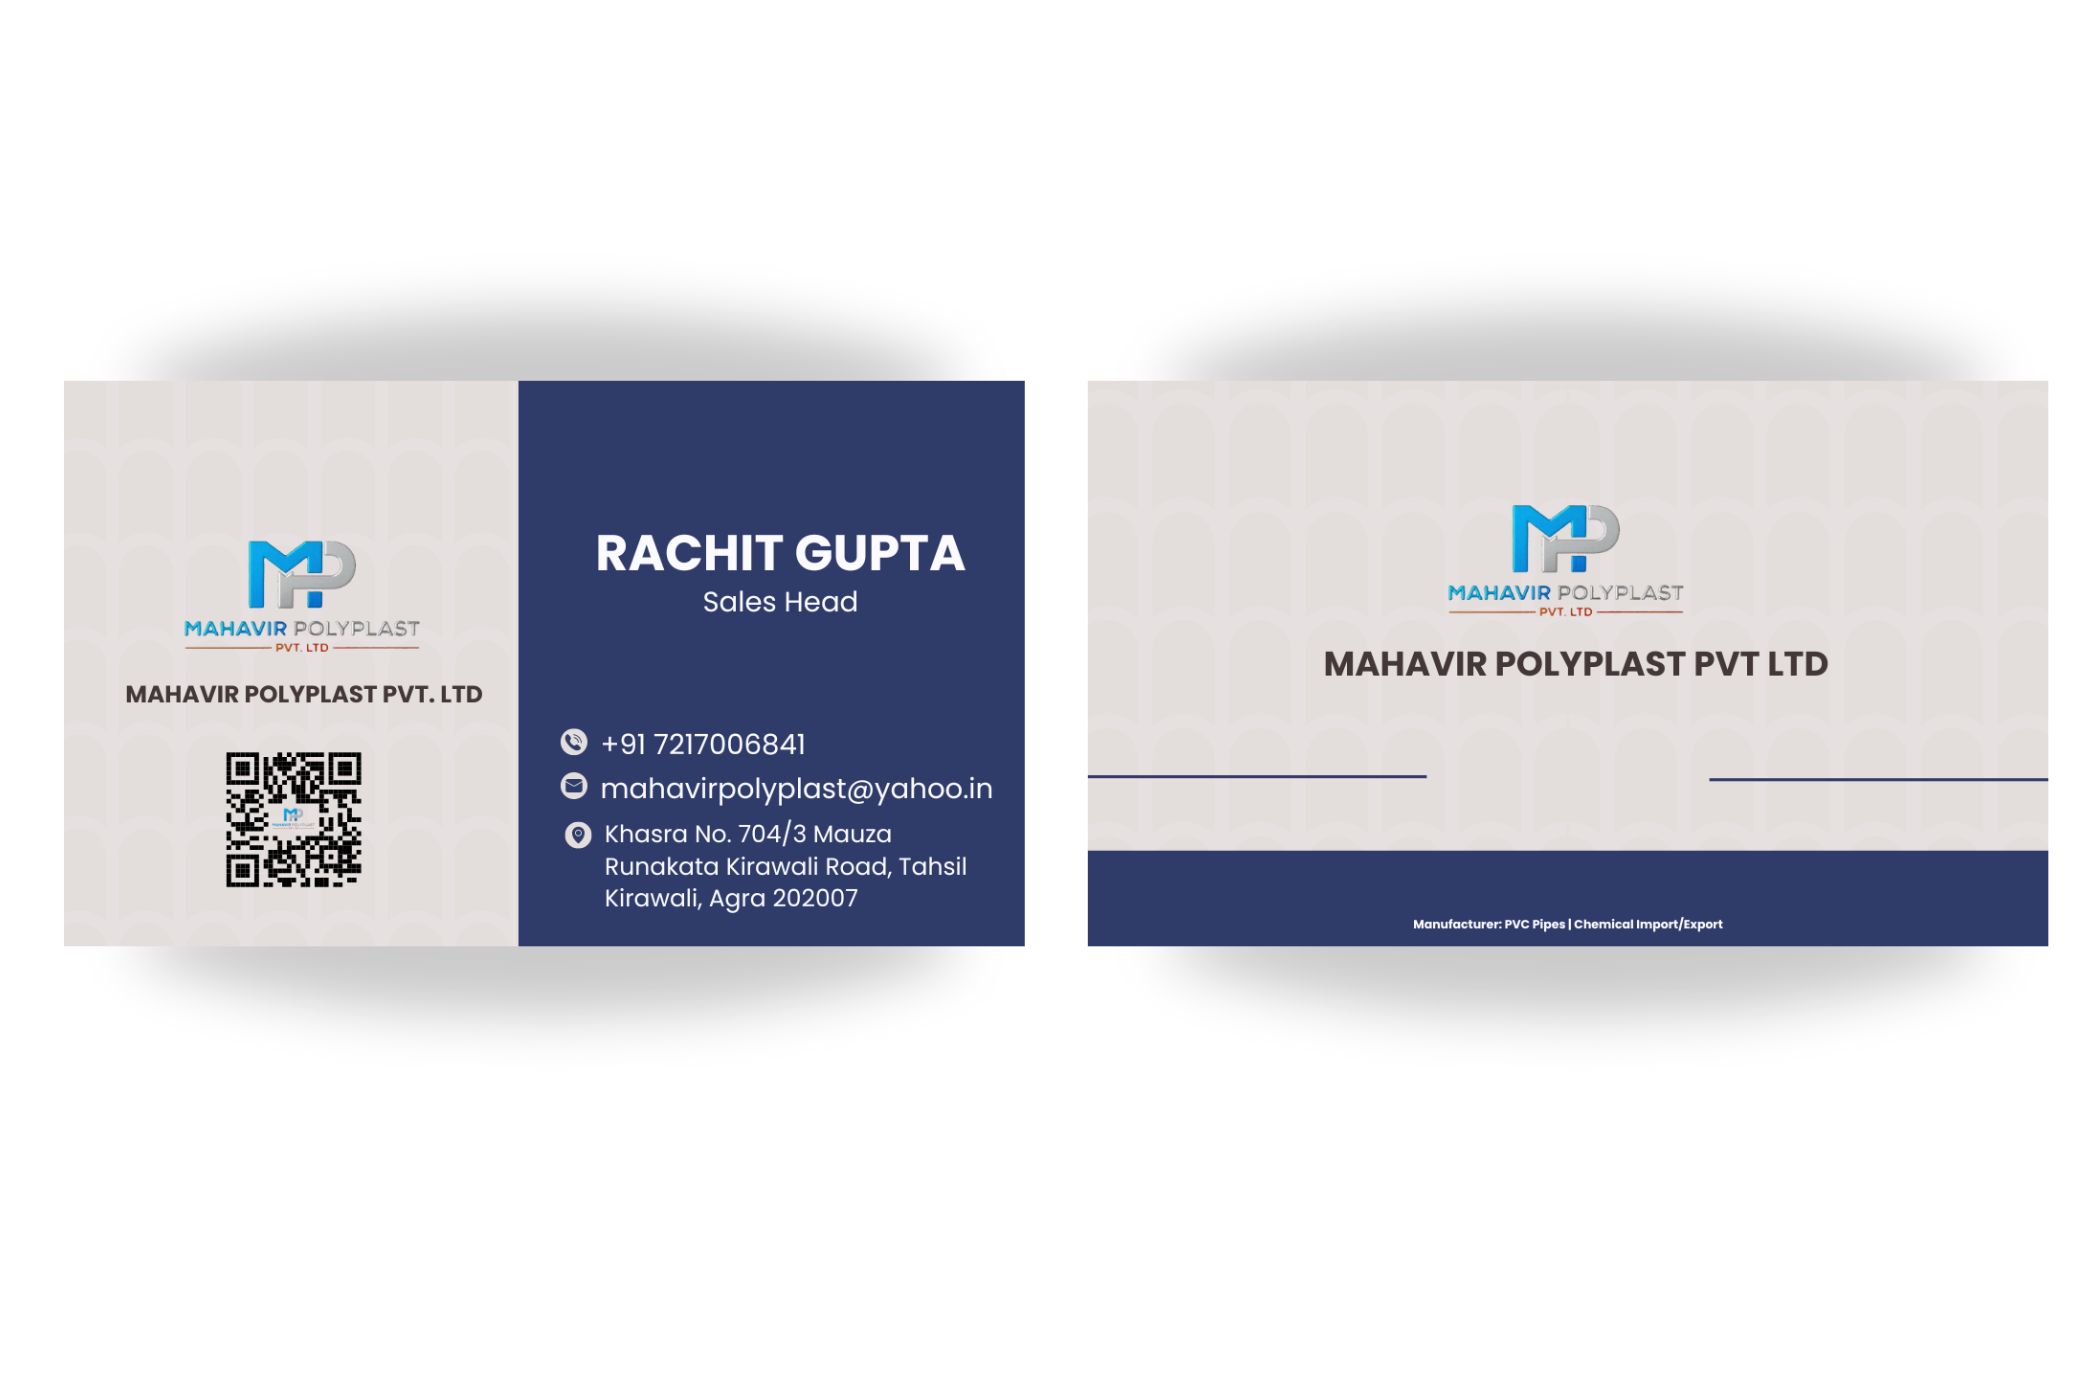 MAHAVIR POLYPLAST
PVT. LTD
MAHAVIR POLYPLAST PVT. LTD
RACHIT GUPTA
Sales Head
+91 7217006841
mahavirpolyplast@yahoo.in
Khasra No. 704/3 Mauza
Runakata Kirawali Road, Tahsil
Kirawali, Agra 202007
MAHAVIR POLYPLAST
PVT. LTD
MAHAVIR POLYPLAST PVT LTD
Manufacturer: PVC Pipes | Chemical Import/Export